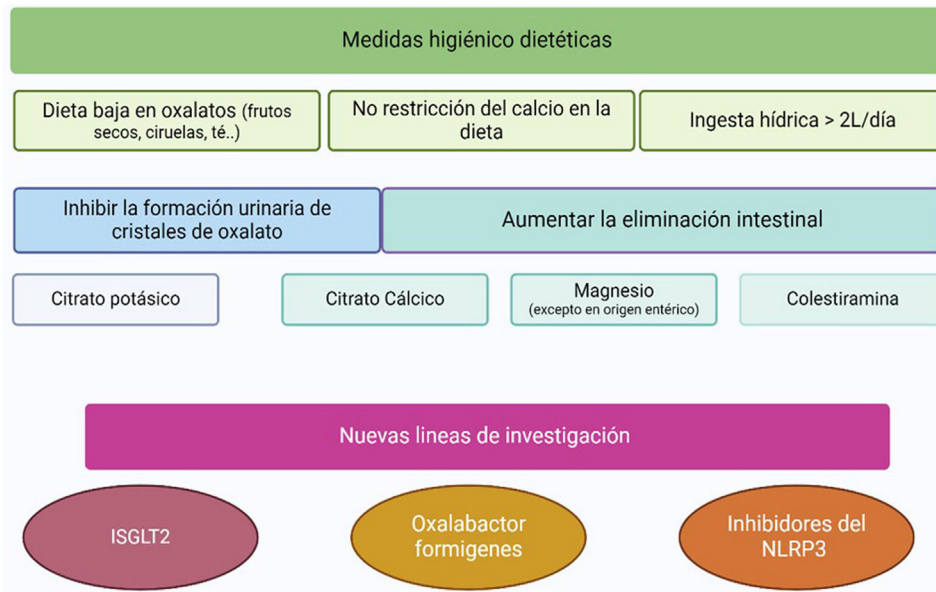 Medidas higiénico dietéticas
Dieta baja en oxalatos (frutos
secos, ciruelas, té..)
No restricción del calcio en la
dieta
Ingesta hídrica > 2L/día
Inhibir la formación urinaria de
cristales de oxalato
Aumentar la eliminación intestinal
Citrato potásico
Citrato Cálcico
Magnesio
(excepto en origen entérico)
Colestiramina
Nuevas lineas de investigación
ISGLT2
Oxalabactor
formigenes
Inhibidores del
NLRP3